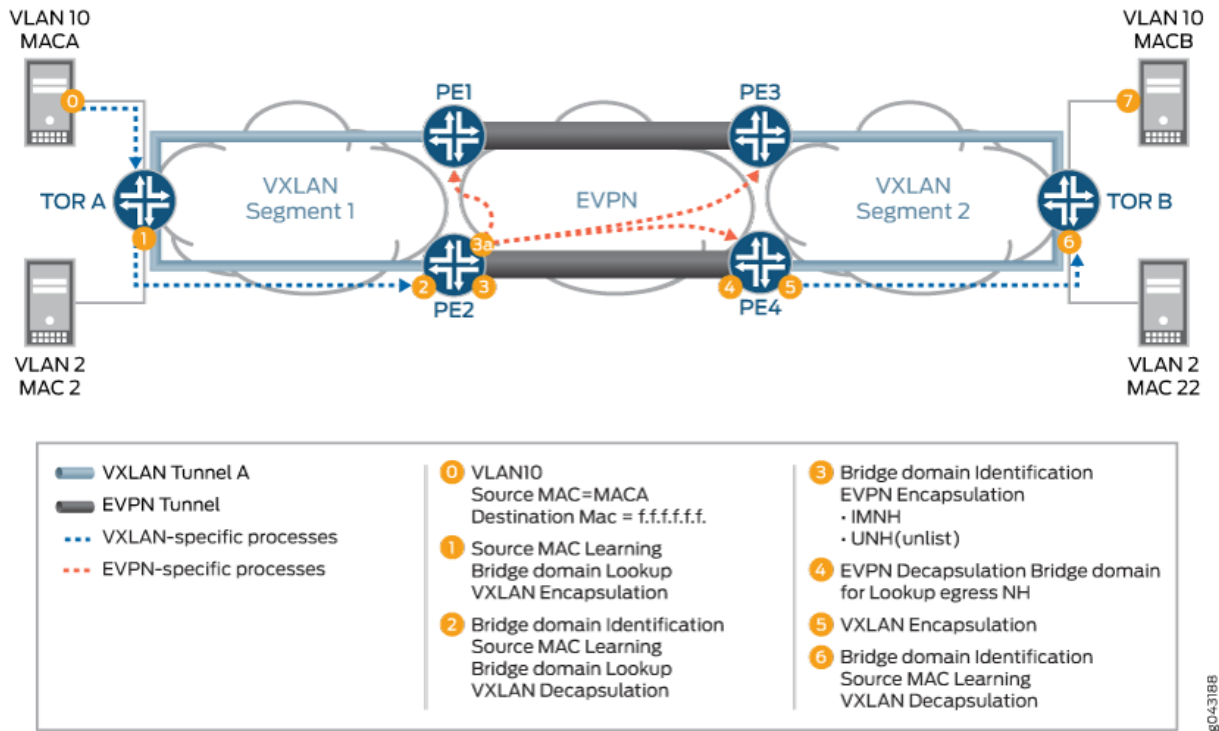 VLAN 10
MACA
VLAN 10
MACB
0
PE1
PE3
7
TOR A
VXLAN
Segment 1
EVPN
VXLAN
Segment 2
TOR B
1
3a
6
2
3
4
5
PE2
PE4
VLAN 2
MAC 2
VLAN 2
MAC 22
VXLAN Tunnel A
EVPN Tunnel
VXLAN-specific processes
EVPN-specific processes
0 VLAN10
Source MAC=MACA
Destination Mac = f.f.f.f.f.f.
1 Source MAC Learning
Bridge domain Lookup
VXLAN Encapsulation
2 Bridge domain Identification
Source MAC Learning
Bridge domain Lookup
VXLAN Decapsulation
3 Bridge domain Identification
EVPN Encapsulation
· IMNH
· UNH(unlist)
4 EVPN Decapsulation Bridge domain
for Lookup egress NH
5 VXLAN Encapsulation
6 Bridge domain Identification
Source MAC Learning
VXLAN Decapsulation
g043188